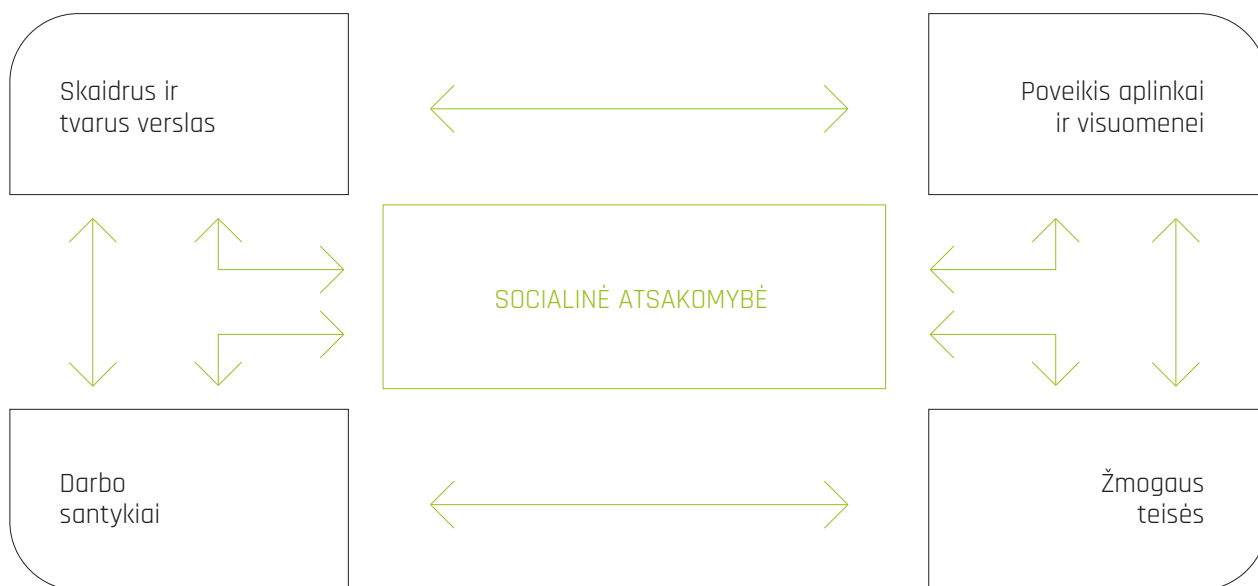 Skaidrus ir
tvarus verslas
Poveikis aplinkai
ir visuomenei
SOCIALINĖ ATSAKOMYBĖ
Darbo
santykiai
Žmogaus
teisės